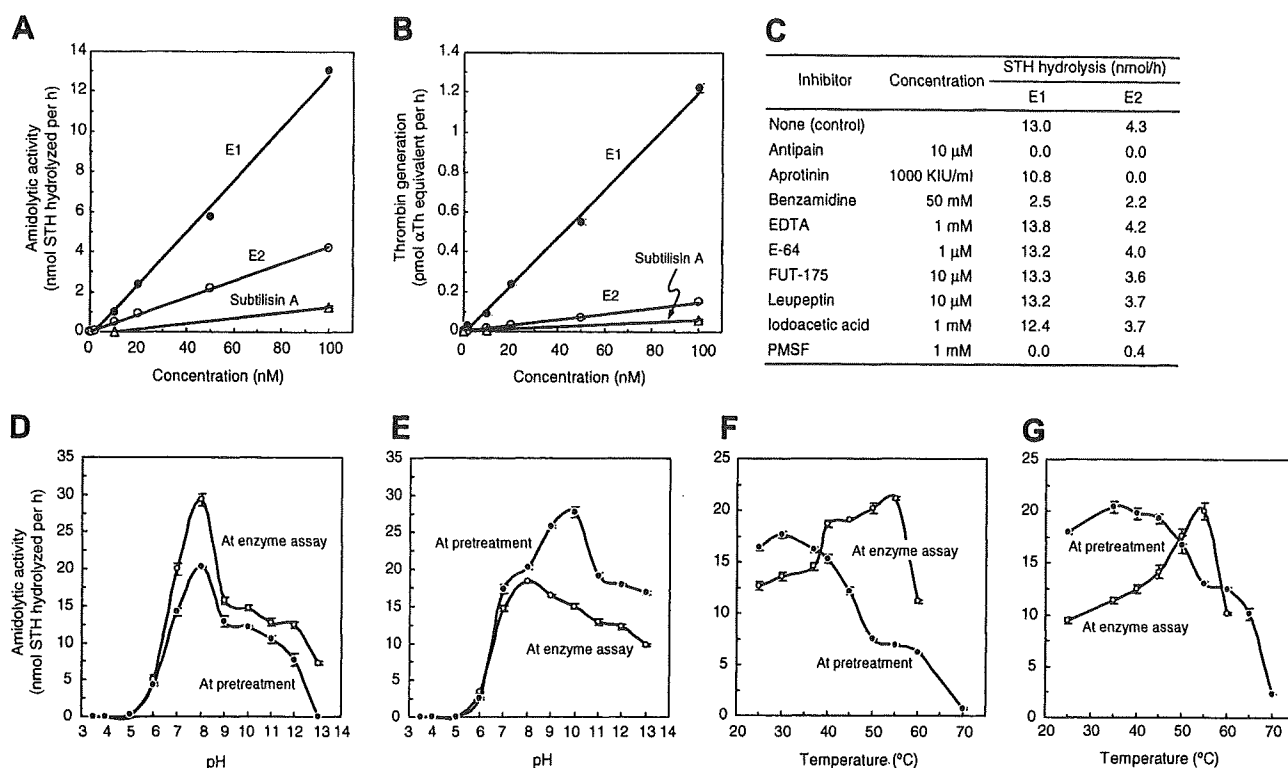 A
Amidolytic activity
(nmol STH hydrolyzed per h)
14
12
10
8
6
4
2
0
E1
E2
Subtilisin A
0 20 40 60 80 100
Concentration (nM)
B
Thrombin generation
(pmol αTh equivalent per h)
1.4
1.2
1
0.8
0.6
0.4
0.2
0
E1
Subtilisin A
E2
0 20 40 60 80 100
Concentration (nM)
C
Inhibitor Concentration STH hydrolysis (nmol/h)
E1 E2
None (control) 13.0 4.3
Antipain 10 µM 0.0 0.0
Aprotinin 1000 KIU/ml 10.8 0.0
Benzamidine 50 mM 2.5 2.2
EDTA 1 mM 13.8 4.2
E-64 1 µM 13.2 4.0
FUT-175 10 µM 13.3 3.6
Leupeptin 10 µM 13.2 3.7
Iodoacetic acid 1 mM 12.4 3.7
PMSF 1 mM 0.0 0.4
D
Amidolytic activity
(nmol STH hydrolyzed per h)
35
30
25
20
15
10
5
0
At enzyme assay
At pretreatment
3 4 5 6 7 8 9 10 11 12 13 14
pH
E
35
30
25
20
15
10
5
0
At pretreatment
At enzyme assay
3 4 5 6 7 8 9 10 11 12 13 14
pH
F
25
20
15
10
5
0
At enzyme assay
At pretreatment
20 30 40 50 60 70
Temperature (ºC)
G
25
20
15
10
5
0
At pretreatment
At enzyme assay
20 30 40 50 60 70
Temperature (ºC)